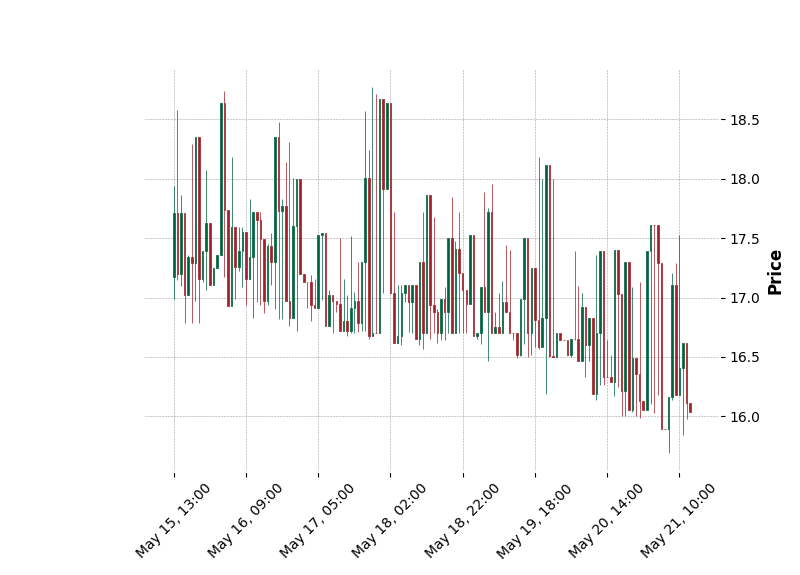 18.5
18.0
17.5
17.0
16.5
16.0
Price
May 15, 13:00
May 16, 09:00
May 17, 05:00
May 18, 02:00
May 18, 22:00
May 19, 18:00
May 20, 14:00
May 21, 10:00